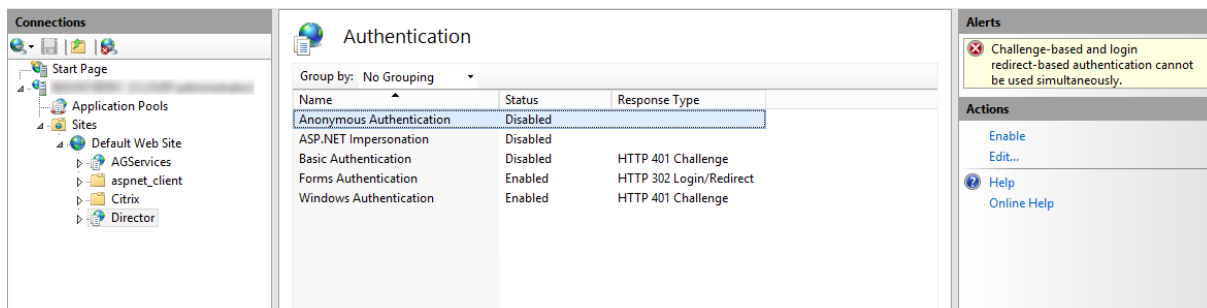 Connections
Start Page
Application Pools
Sites
Default Web Site
AGServices
aspnet_client
Citrix
Director
Authentication
Group by: No Grouping
Name Status Response Type
Anonymous Authentication Disabled
ASP.NET Impersonation Disabled
Basic Authentication Disabled HTTP 401 Challenge
Forms Authentication Enabled HTTP 302 Login/Redirect
Windows Authentication Enabled HTTP 401 Challenge
Alerts
Challenge-based and login
redirect-based authentication cannot
be used simultaneously.
Actions
Enable
Edit...
Help
Online Help